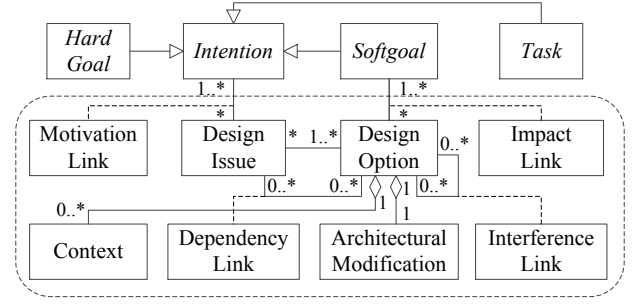 Hard
Goal
Intention
Softgoal
Task
1..*
1..*
*
*
Motivation
Link
Design
Issue
*
1..*
Design
Option
0..*
Impact
Link
0..*
0..*
0..*
0..*
1
1
1
Context
Dependency
Link
Architectural
Modification
Interference
Link